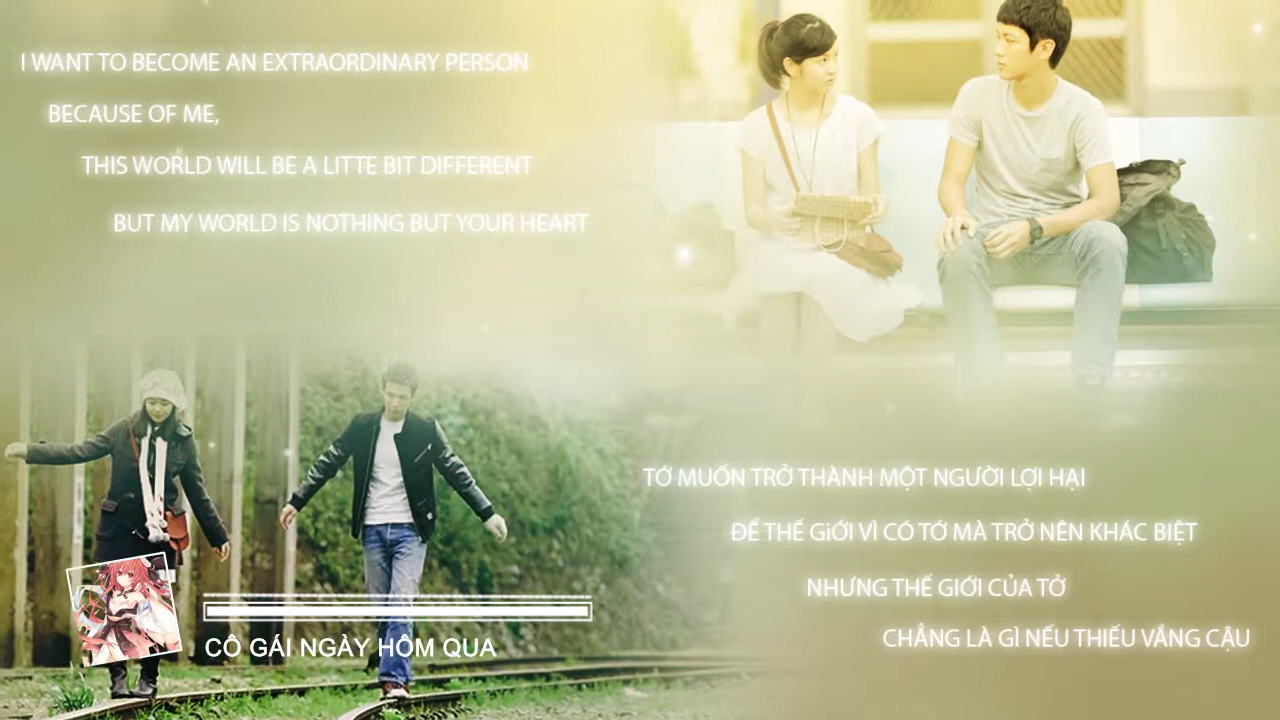 I WANT TO BECOME AN EXTRAORDINARY PERSON
BECAUSE OF ME,
THIS WORLD WILL BE A LITTE BIT DIFFERENT
BUT MY WORLD IS NOTHING BUT YOUR HEART
TỚ MUỐN TRỞ THÀNH MỘT NGƯỜI LỢI HẠI
ĐỂ THẾ GiỚI VÌ CÓ TỚ MÀ TRỞ NÊN KHÁC BIỆT
NHƯNG THẾ GIỚI CỦA TỚ
CHẲNG LÀ GÌ NẾU THIẾU VẮNG CẬU
CÔ GÁI NGÀY HÔM QUA